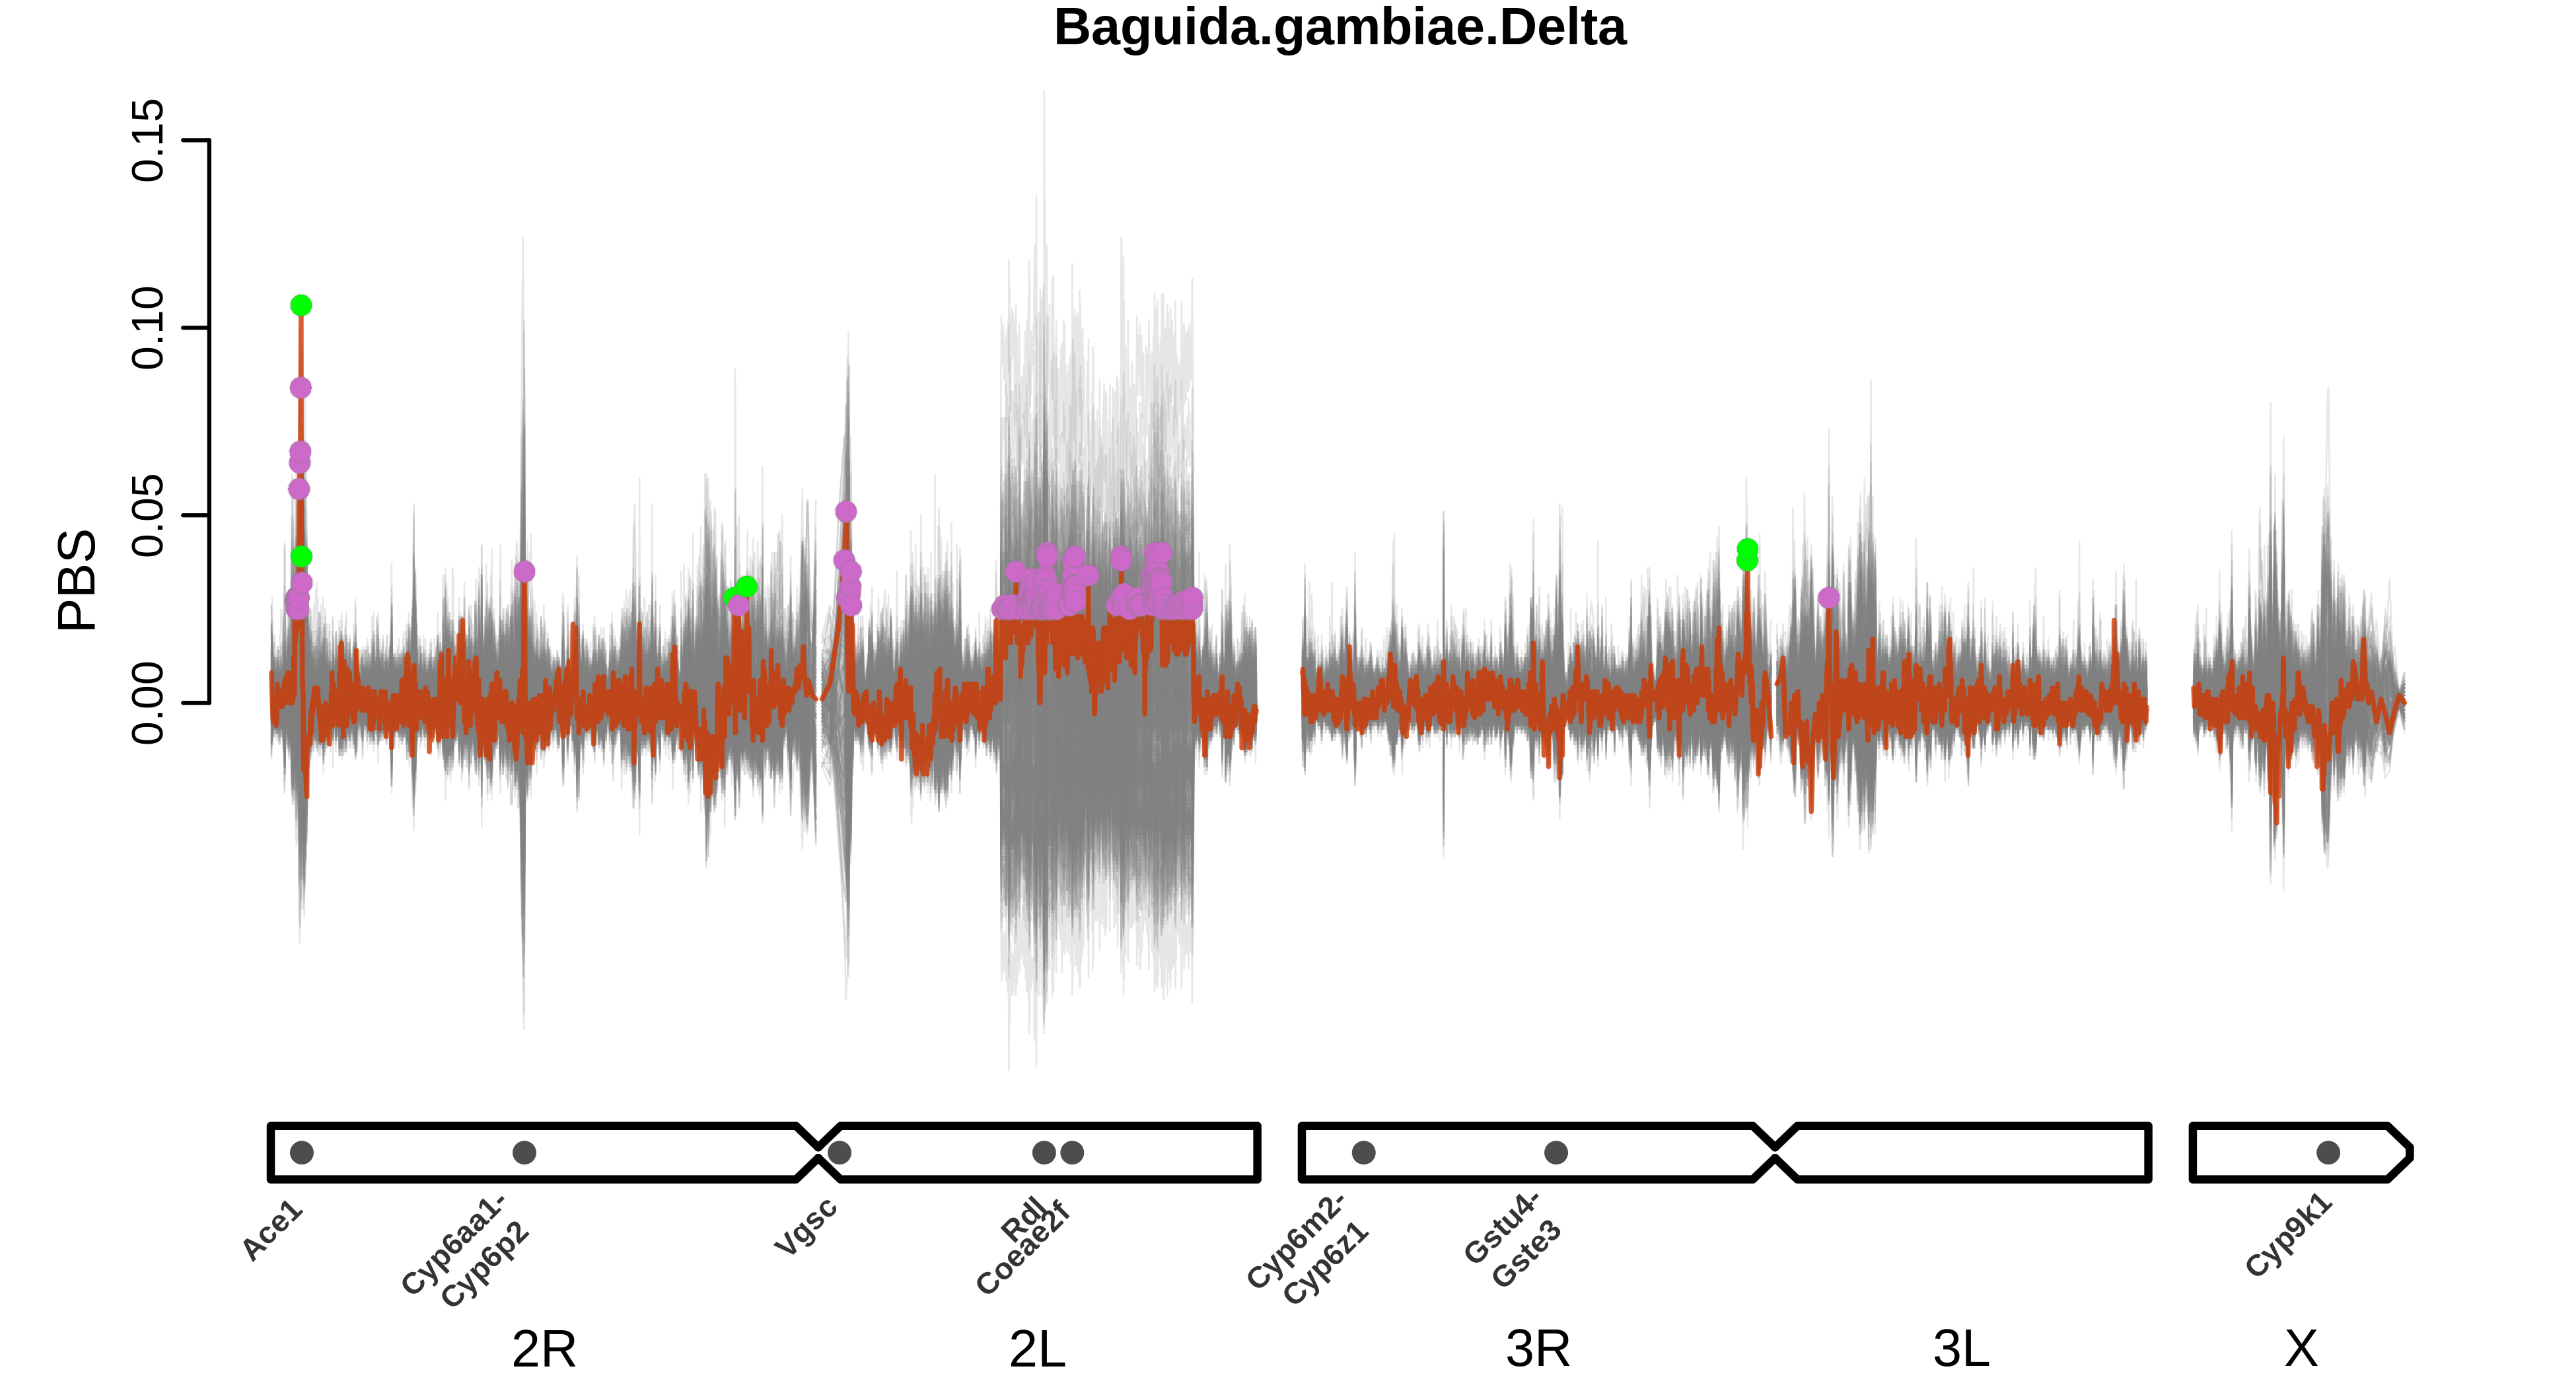 Baguida.gambiae.Delta
PBS
0.15
0.10
0.05
0.00
Ace1
Cyp6aa1-
Cyp6p2
Vgsc
Rdl
Coeae2f
Cyp6m2-
Cyp6z1
Gstu4-
Gste3
Cyp9k1
2R
2L
3R
3L
X